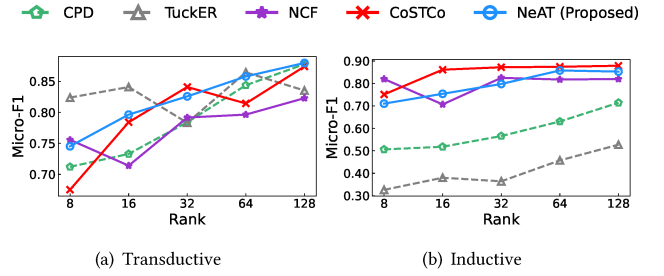 CPD TuckER NCF CoSTCo NeAT (Proposed)
Micro-F1
0.85
0.80
0.75
0.70
8 16 32 64 128
Rank
(a) Transductive
Micro-F1
0.90
0.80
0.70
0.60
0.50
0.40
0.30
8 16 32 64 128
Rank
(b) Inductive